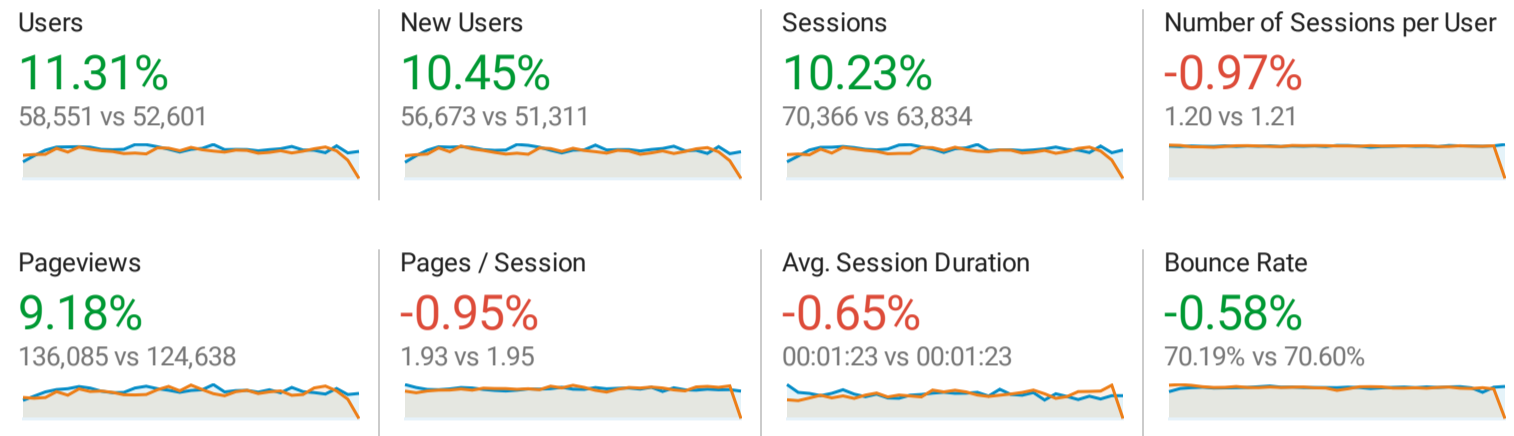 Users
11.31%
58,551 vs 52,601
New Users
10.45%
56,673 vs 51,311
Sessions
10.23%
70,366 vs 63,834
Number of Sessions per User
-0.97%
1.20 vs 1.21
Pageviews
9.18%
136,085 vs 124,638
Pages / Session
-0.95%
1.93 vs 1.95
Avg. Session Duration
-0.65%
00:01:23 vs 00:01:23
Bounce Rate
-0.58%
70.19% vs 70.60%